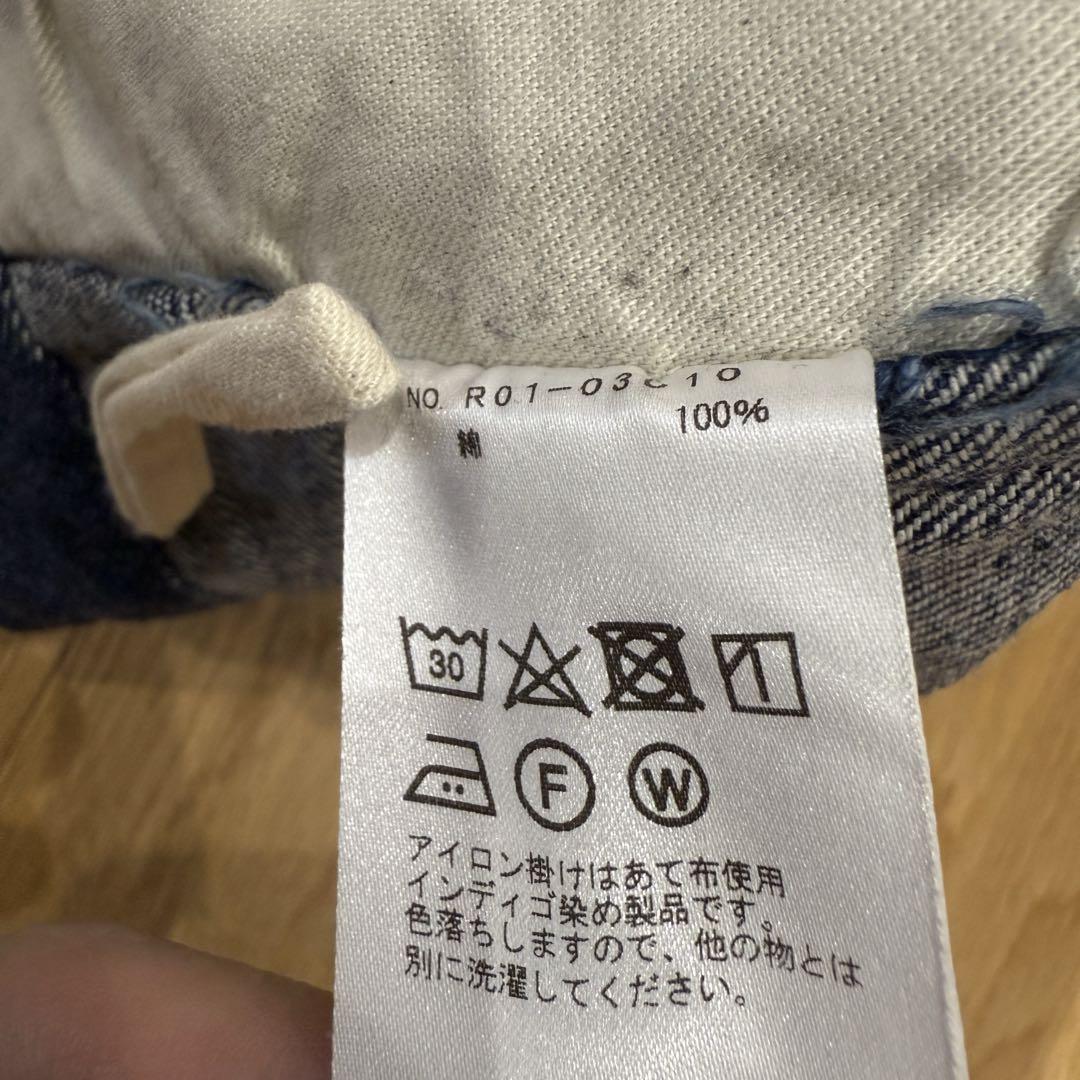 NO. R01-03C10
綿 100%
30
F W
アイロン掛けはあて布使用
インディゴ染め製品です。
色落ちしますので、他の物とは
別に洗濯してください。